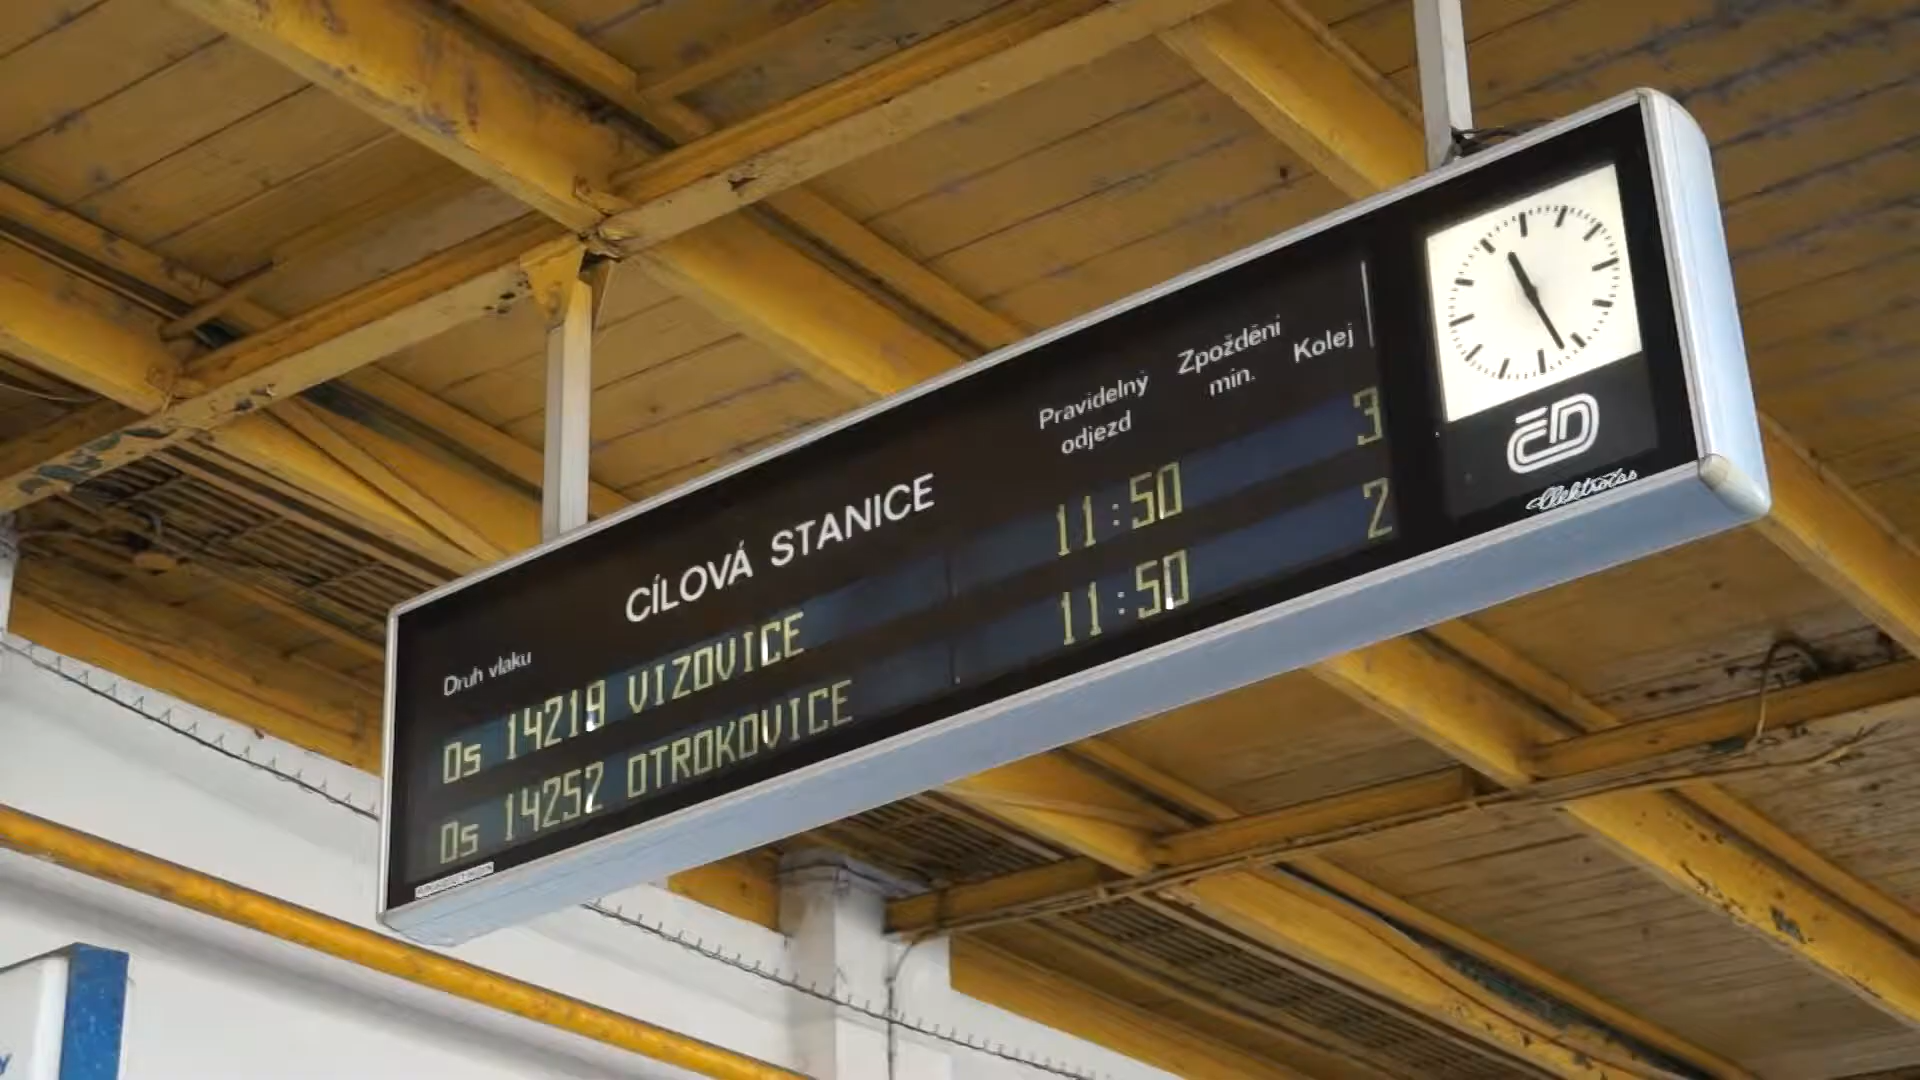 CÍLOVÁ STANICE
Druh vlaku
Pravidelný
odjezd
Zpoždění
min.
Kolej
Os 14219 VIZOVICE 11:50 3
Os 14252 OTROKOVICE 11:50 2
ČD
Elektročas